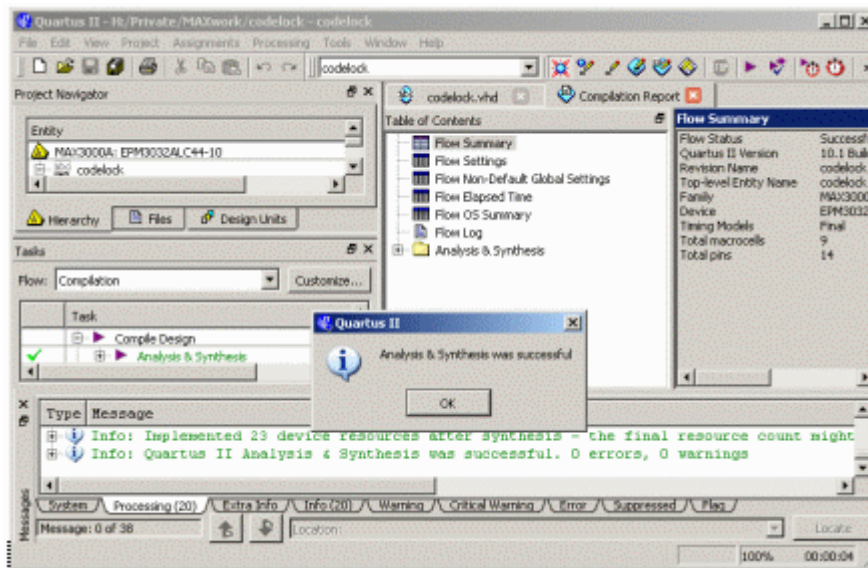 Quartus II - H:/Private/MAXwork/codelock - codelock
File Edit View Project Assignments Processing Tools Window Help
codelock
Project Navigator
Entity
MAX3000A: EPM3032ALC44-10
codelock
Hierarchy Files Design Units
Tasks
Flow: Compilation Customize...
Task
Compile Design
Analysis & Synthesis
codelock.vhd Compilation Report
Table of Contents
Flow Summary
Flow Settings
Flow Non-Default Global Settings
Flow Elapsed Time
Flow OS Summary
Flow Log
Analysis & Synthesis
Flow Summary
Flow Status Successf
Quartus II Version 10.1 Buil
Revision Name codelock
Top-level Entity Name codelock
Family MAX3000
Device EPM3032
Timing Models Final
Total macrocells 9
Total pins 14
Quartus II
Analysis & Synthesis was successful
OK
Type Message
Info: Implemented 23 device resources after synthesis - the final resource count might
Info: Quartus II Analysis & Synthesis was successful. 0 errors, 0 warnings
System Processing (20) Extra Info Info (20) Warning Critical Warning Error Suppressed Flag
Messages
Message: 0 of 38 Location: Locate
100% 00:00:04